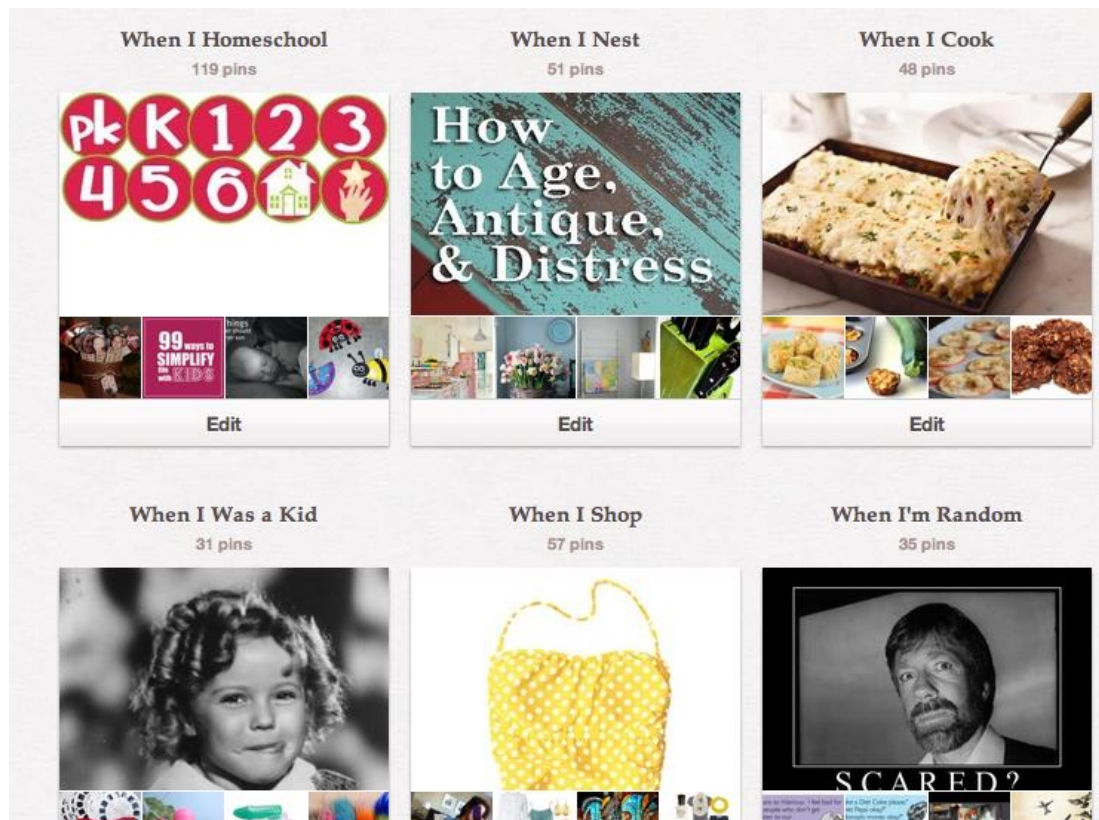 When I Homeschool
119 pins
pk K 1 2 3
4 5 6
99 ways to
SIMPLIFY
life
with KIDS
Edit
When I Nest
51 pins
How
to Age,
Antique,
& Distress
Edit
When I Cook
48 pins
Edit
When I Was a Kid
31 pins
When I Shop
57 pins
When I'm Random
35 pins
SCARED?